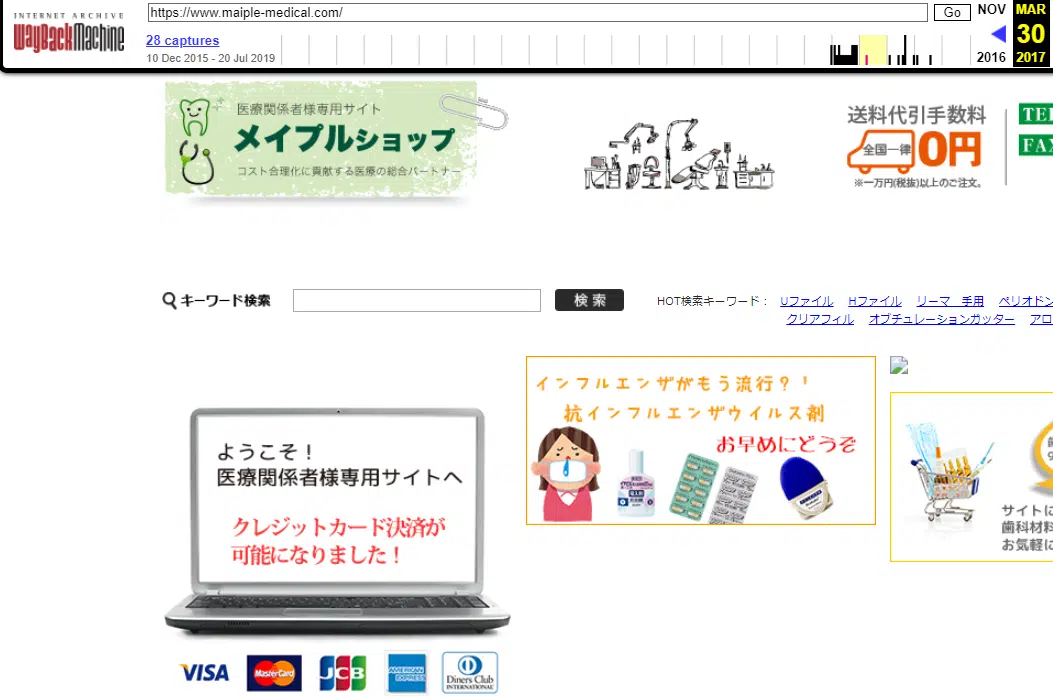 INTERNET ARCHIVE
WayBackMachine
https://www.maiple-medical.com/
Go
NOV
MAR
28 captures
30
10 Dec 2015 - 20 Jul 2019
2016
2017
医療関係者様専用サイト
メイプルショップ
コスト合理化に貢献する医療の総合パートナー
送料代引手数料
全国一律
0円
※一万円(税抜)以上のご注文。
TEL
FAX
キーワード検索
検索
HOT検索キーワード：
Uファイル
Hファイル
リーマ 手用
ペリオドン
クリアフィル
オブチュレーションガッター
アロ
ようこそ！
医療関係者様専用サイトへ
クレジットカード決済が
可能になりました！
インフルエンザがもう流行？！
抗インフルエンザウイルス剤
お早めにどうぞ
サイトに
歯科材料
お気軽に
VISA
MasterCard
JCB
AMERICAN EXPRESS
Diners Club
INTERNATIONAL